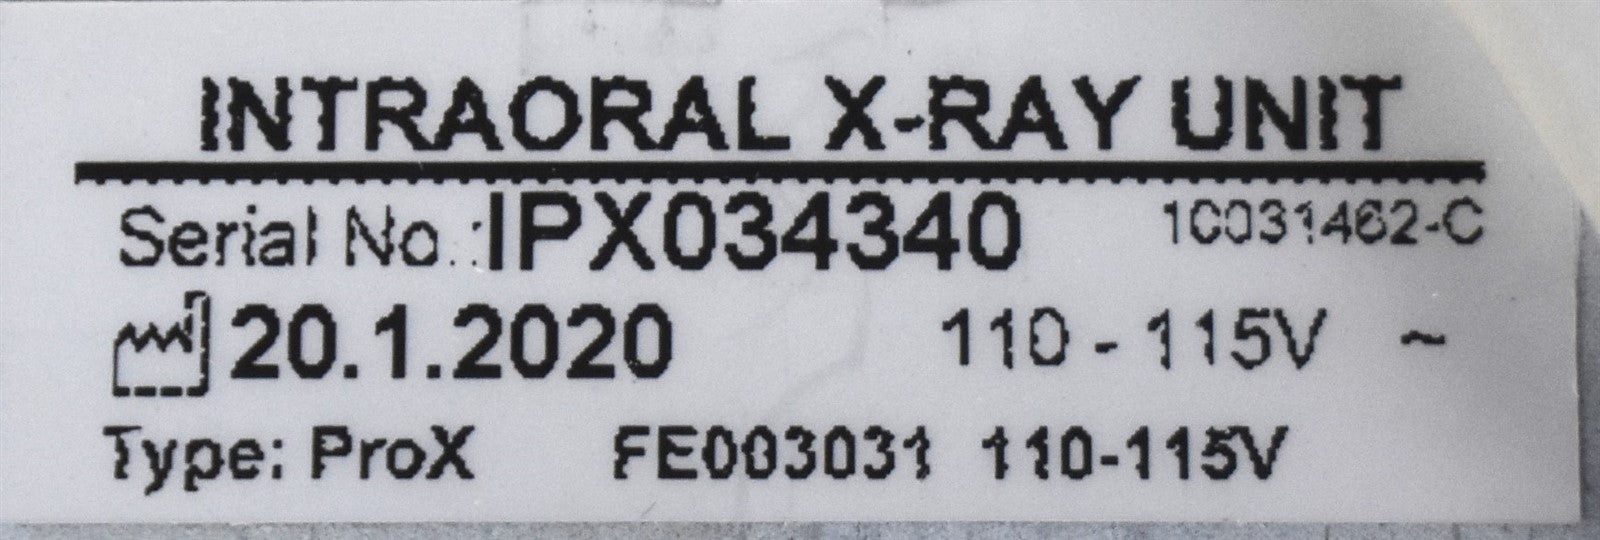 INTRAORAL X-RAY UNIT
Serial No.:IPX034340 10031462-C
20.1.2020 110 - 115V ~
Type: ProX FE003031 110-115V